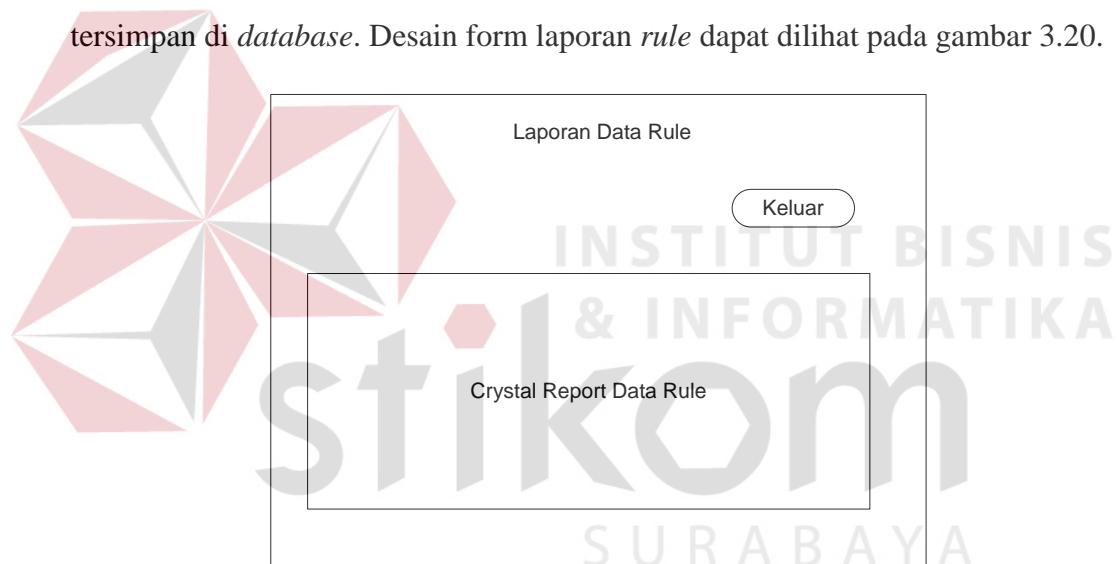 tersimpan di database. Desain form laporan rule dapat dilihat pada gambar 3.20.
Laporan Data Rule
Keluar
INSTITUT BISNIS
& INFORMATIKA
stikom
Crystal Report Data Rule
SURABAYA